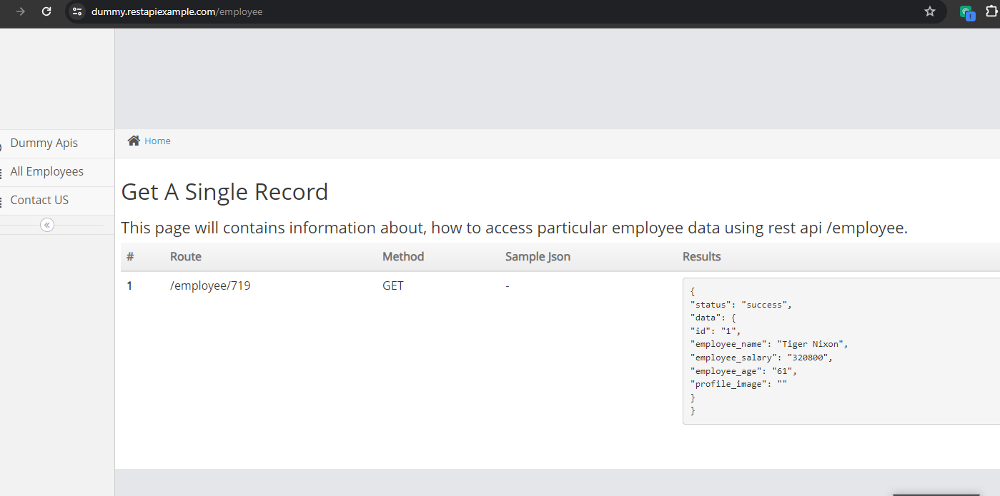 dummy.restapiexample.com/employee
Dummy Apis
All Employees
Contact US
Home
Get A Single Record
This page will contains information about, how to access particular employee data using rest api /employee.
# Route Method Sample Json Results
1 /employee/719 GET -
{
"status": "success",
"data": {
"id": "1",
"employee_name": "Tiger Nixon",
"employee_salary": "320800",
"employee_age": "61",
"profile_image": ""
}
}